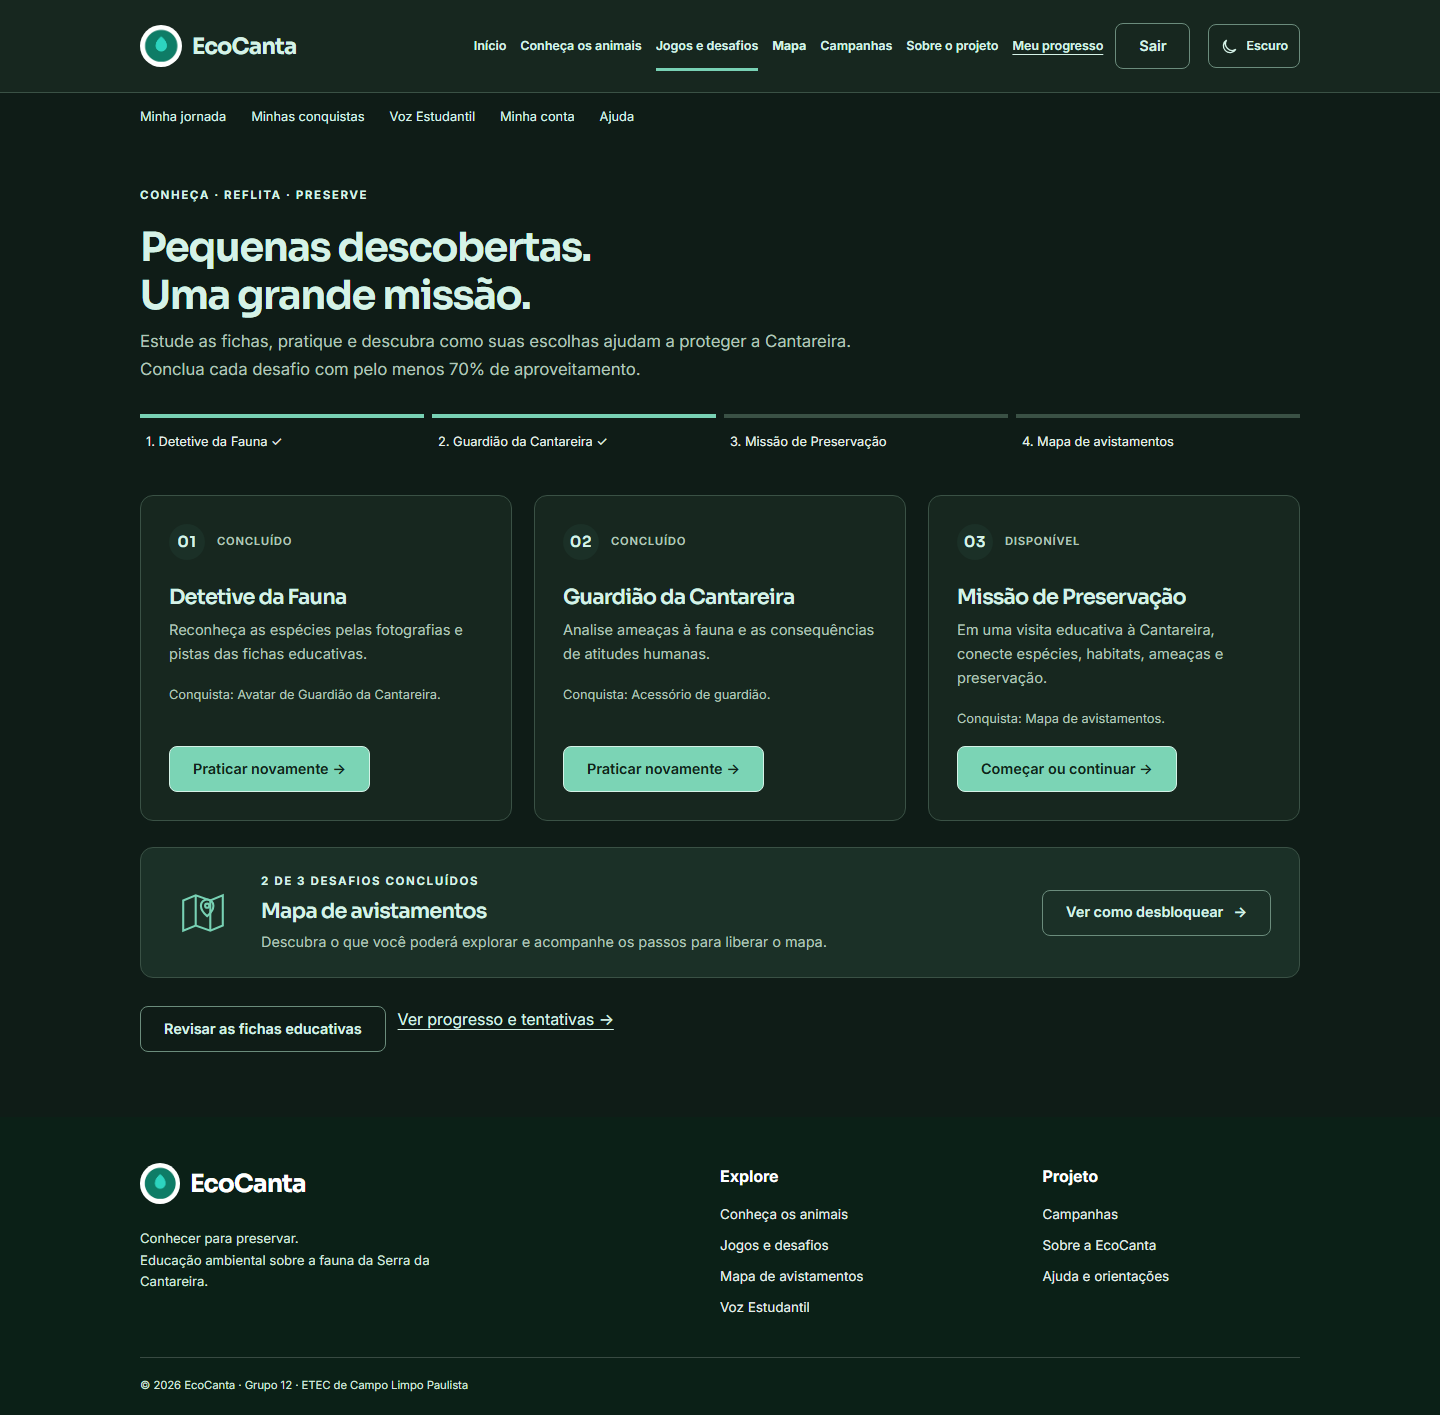 EcoCanta
Início Conheça os animais Jogos e desafios Mapa Campanhas Sobre o projeto Meu progresso Sair Escuro
Minha jornada Minhas conquistas Voz Estudantil Minha conta Ajuda
CONHEÇA · REFLITA · PRESERVE
Pequenas descobertas.
Uma grande missão.
Estude as fichas, pratique e descubra como suas escolhas ajudam a proteger a Cantareira.
Conclua cada desafio com pelo menos 70% de aproveitamento.
1. Detetive da Fauna ✓
2. Guardião da Cantareira ✓
3. Missão de Preservação
4. Mapa de avistamentos
01 CONCLUÍDO
Detetive da Fauna
Reconheça as espécies pelas fotografias e
pistas das fichas educativas.
Conquista: Avatar de Guardião da Cantareira.
Praticar novamente →
02 CONCLUÍDO
Guardião da Cantareira
Analise ameaças à fauna e as consequências
de atitudes humanas.
Conquista: Acessório de guardião.
Praticar novamente →
03 DISPONÍVEL
Missão de Preservação
Em uma visita educativa à Cantareira,
conecte espécies, habitats, ameaças e
preservação.
Conquista: Mapa de avistamentos.
Começar ou continuar →
2 DE 3 DESAFIOS CONCLUÍDOS
Mapa de avistamentos
Descubra o que você poderá explorar e acompanhe os passos para liberar o mapa.
Ver como desbloquear →
Revisar as fichas educativas
Ver progresso e tentativas →
EcoCanta
Conhecer para preservar.
Educação ambiental sobre a fauna da Serra da
Cantareira.
Explore
Conheça os animais
Jogos e desafios
Mapa de avistamentos
Voz Estudantil
Projeto
Campanhas
Sobre a EcoCanta
Ajuda e orientações
© 2026 EcoCanta · Grupo 12 · ETEC de Campo Limpo Paulista